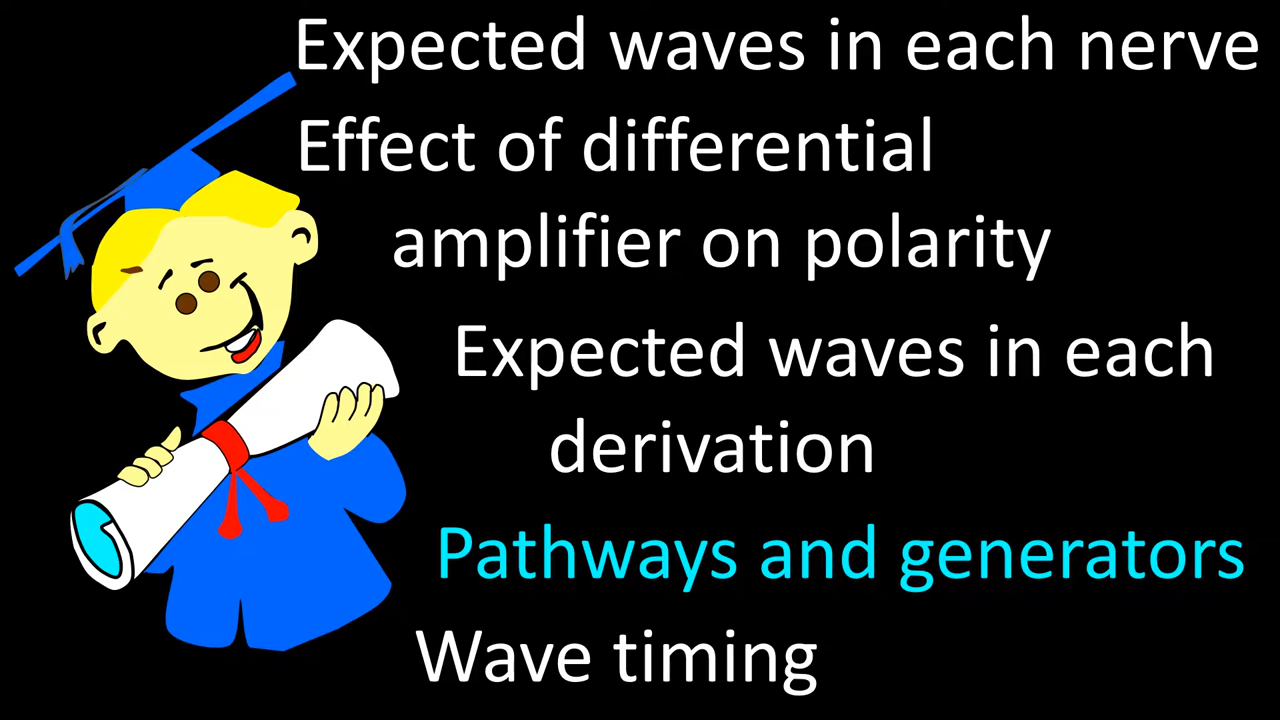 Expected waves in each nerve
Effect of differential
amplifier on polarity
Expected waves in each
derivation
Pathways and generators
Wave timing